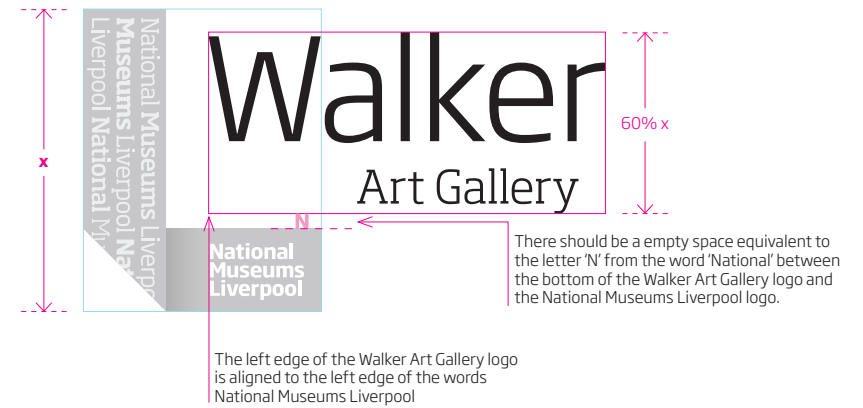 National Museums Liverpo
Museums Liverpool Nat
Liverpool National Mu
x
Walker
Art Gallery
60% x
N
National
Museums
Liverpool
There should be a empty space equivalent to
the letter ‘N’ from the word ‘National’ between
the bottom of the Walker Art Gallery logo and
the National Museums Liverpool logo.
The left edge of the Walker Art Gallery logo
is aligned to the left edge of the words
National Museums Liverpool